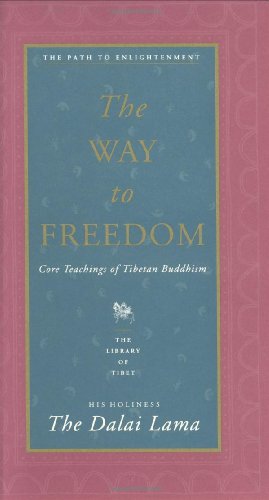 THE PATH TO ENLIGHTENMENT
The
WAY
to
FREEDOM
Core Teachings of Tibetan Buddhism
THE
LIBRARY
OF
TIBET
HIS HOLINESS
The Dalai Lama